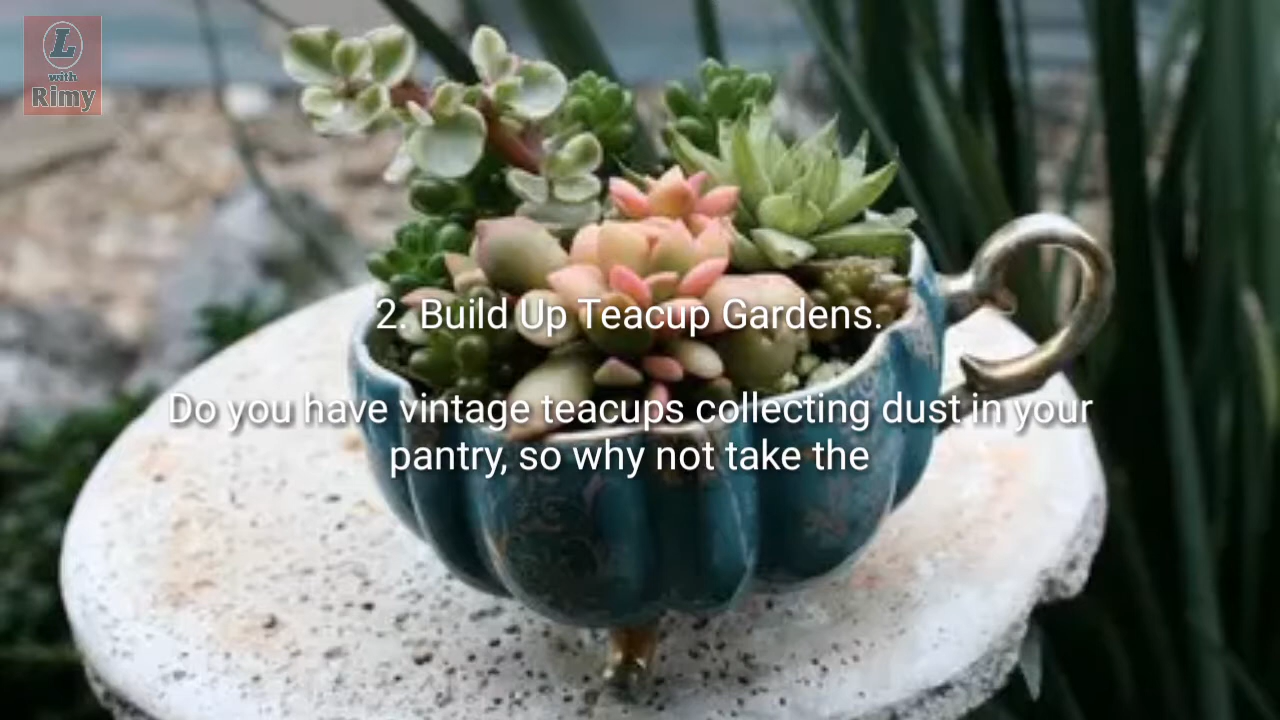 L
with
Rimy
2. Build Up Teacup Gardens.
Do you have vintage teacups collecting dust in your
pantry, so why not take the